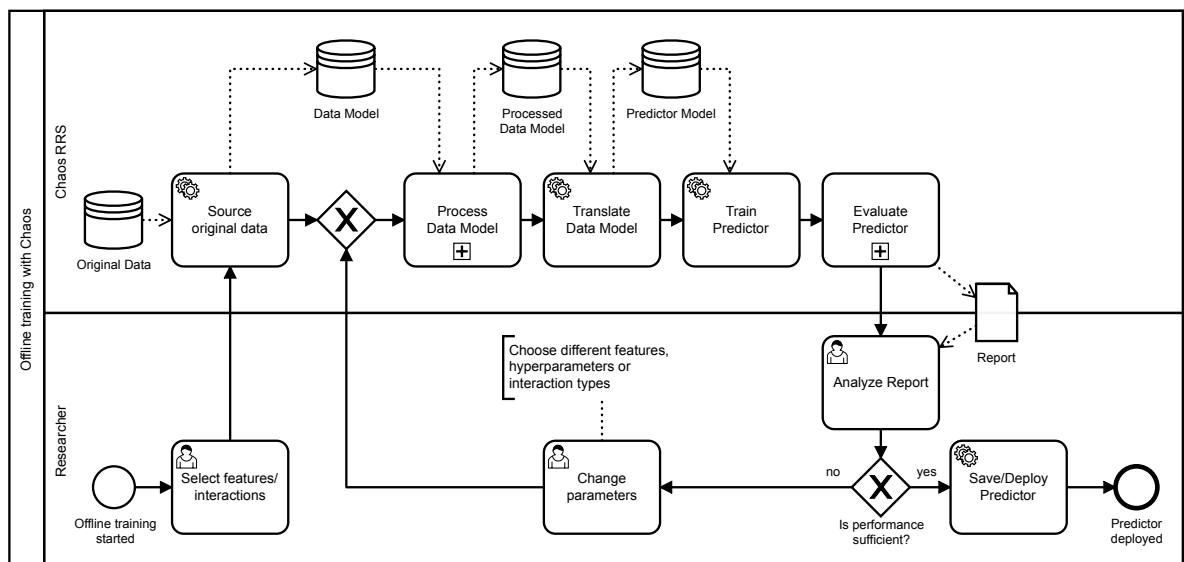 Offline training with Chaos
Chaos RRS
Data Model
Processed
Data Model
Predictor Model
Original Data
Source
original data
X
Process
Data Model
Translate
Data Model
Train
Predictor
Evaluate
Predictor
Report
Researcher
Choose different features,
hyperparameters or
interaction types
Analyze Report
Offline training
started
Select features/
interactions
Change
parameters
no
X
yes
Is performance
sufficient?
Save/Deploy
Predictor
Predictor
deployed